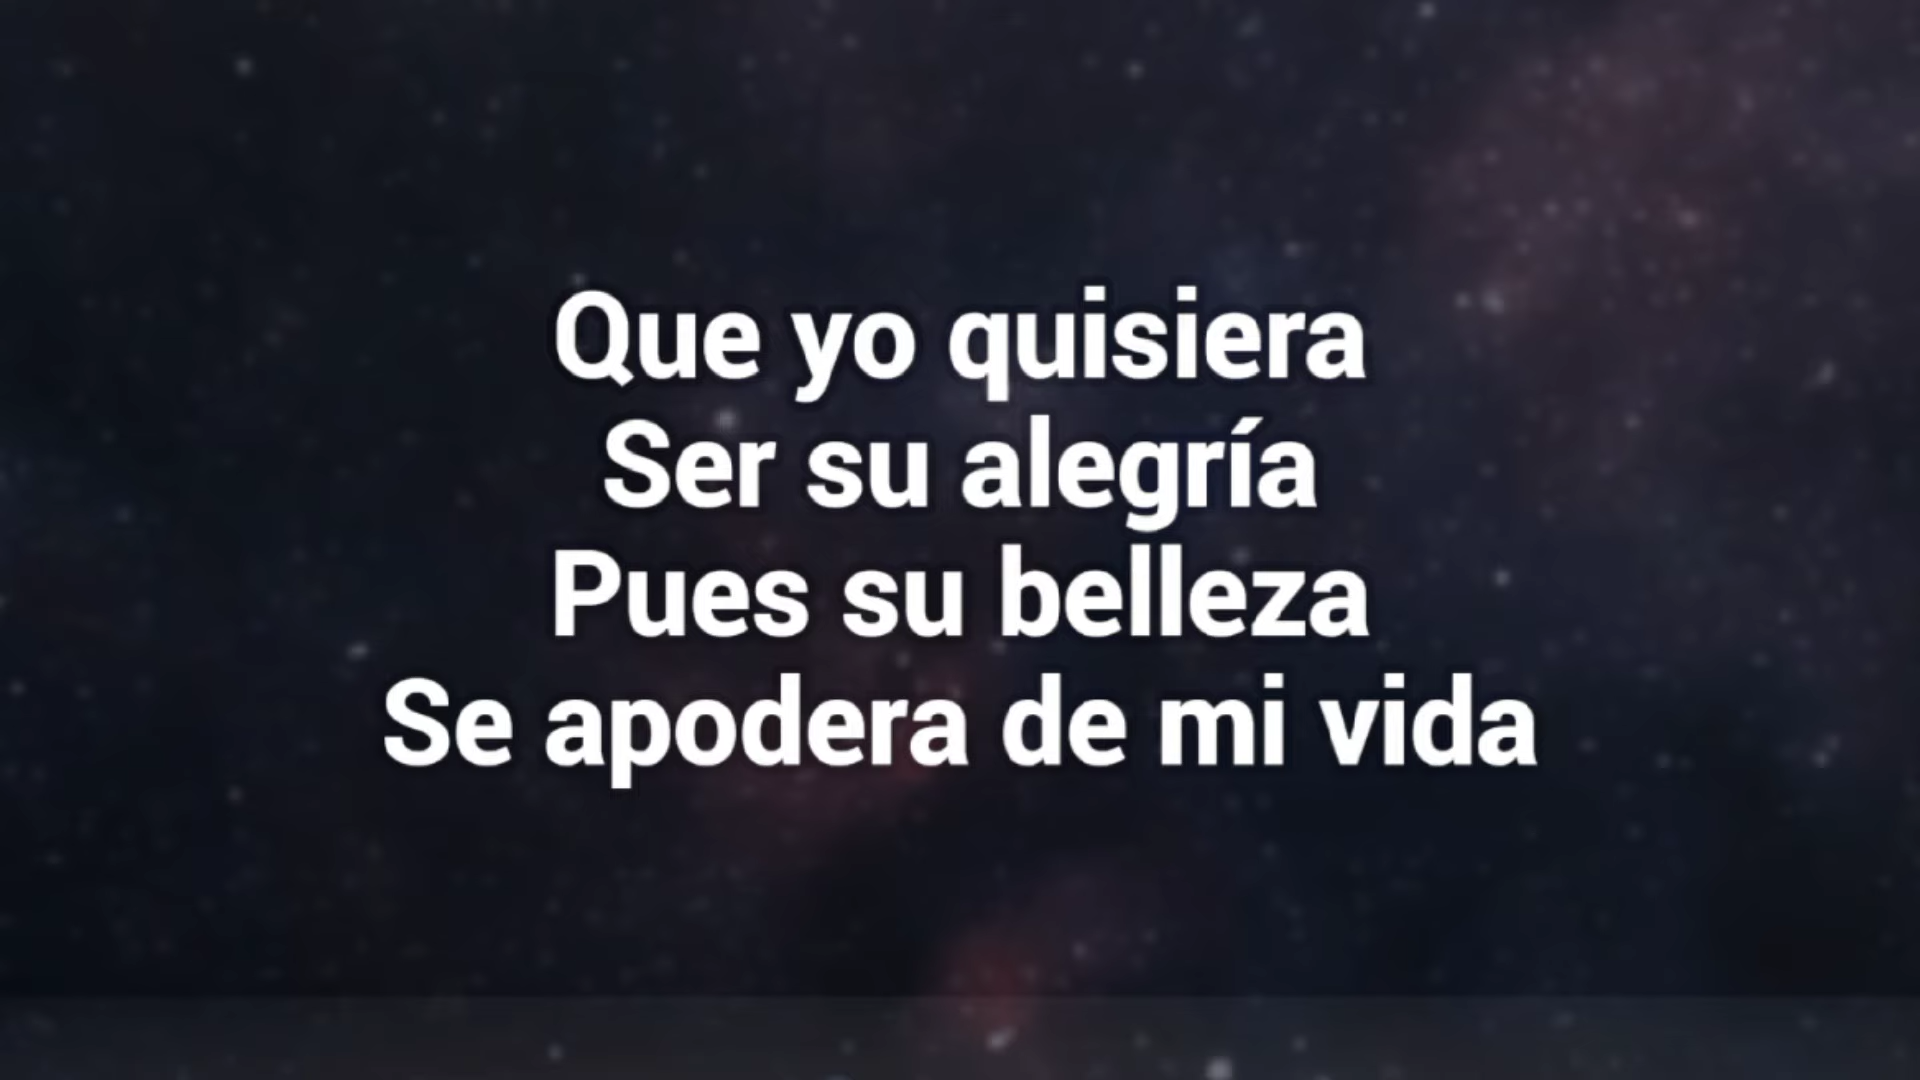 Que yo quisiera
Ser su alegría
Pues su belleza
Se apodera de mi vida